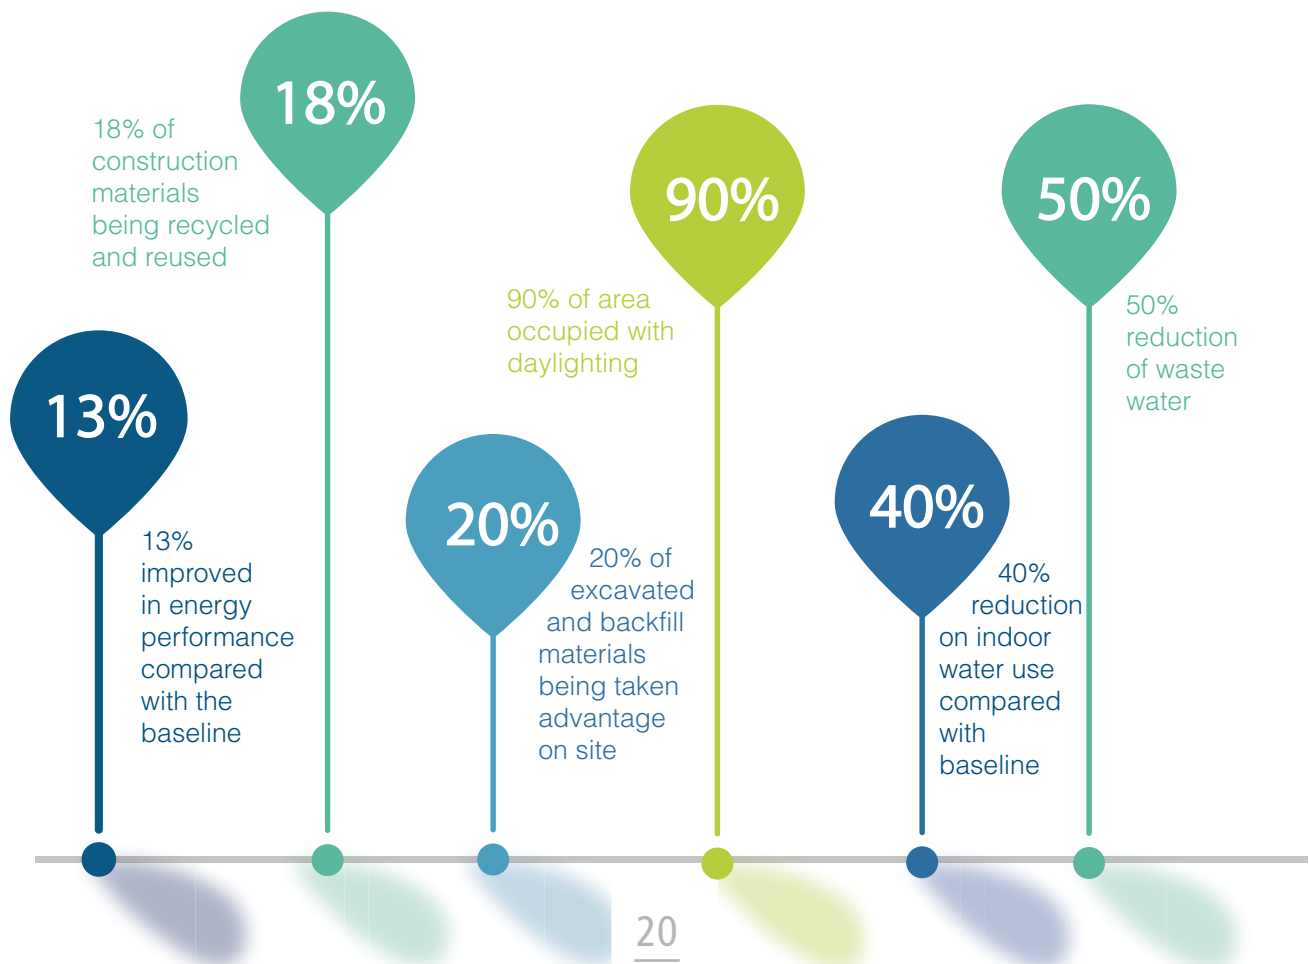 18%
18% of
construction
materials
being recycled
and reused
13%
13%
improved
in energy
performance
compared
with the
baseline
20%
20% of
excavated
and backfill
materials
being taken
advantage
on site
90%
90% of area
occupied with
daylighting
40%
40%
reduction
on indoor
water use
compared
with
baseline
50%
50%
reduction
of waste
water
20